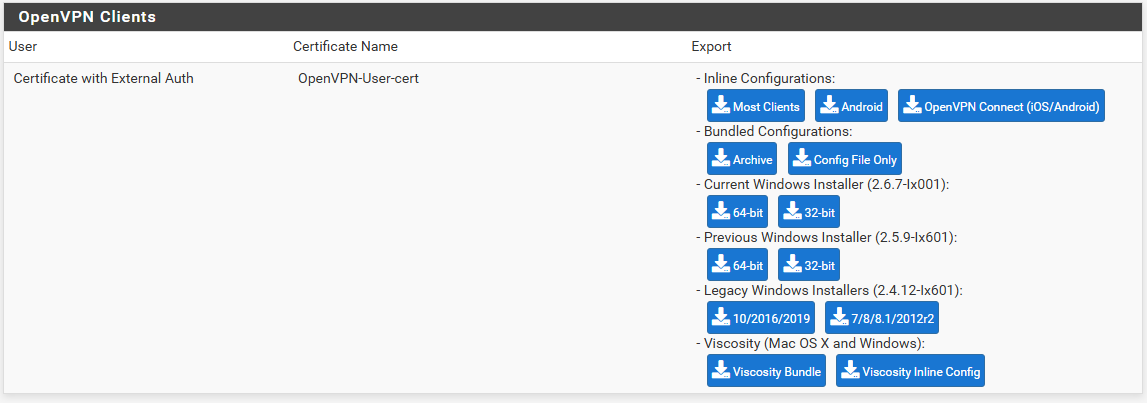 OpenVPN Clients
User Certificate Name Export
Certificate with External Auth OpenVPN-User-cert - Inline Configurations:
Most Clients Android OpenVPN Connect (iOS/Android)
- Bundled Configurations:
Archive Config File Only
- Current Windows Installer (2.6.7-Ix001):
64-bit 32-bit
- Previous Windows Installer (2.5.9-Ix601):
64-bit 32-bit
- Legacy Windows Installers (2.4.12-Ix601):
10/2016/2019 7/8/8.1/2012r2
- Viscosity (Mac OS X and Windows):
Viscosity Bundle Viscosity Inline Config